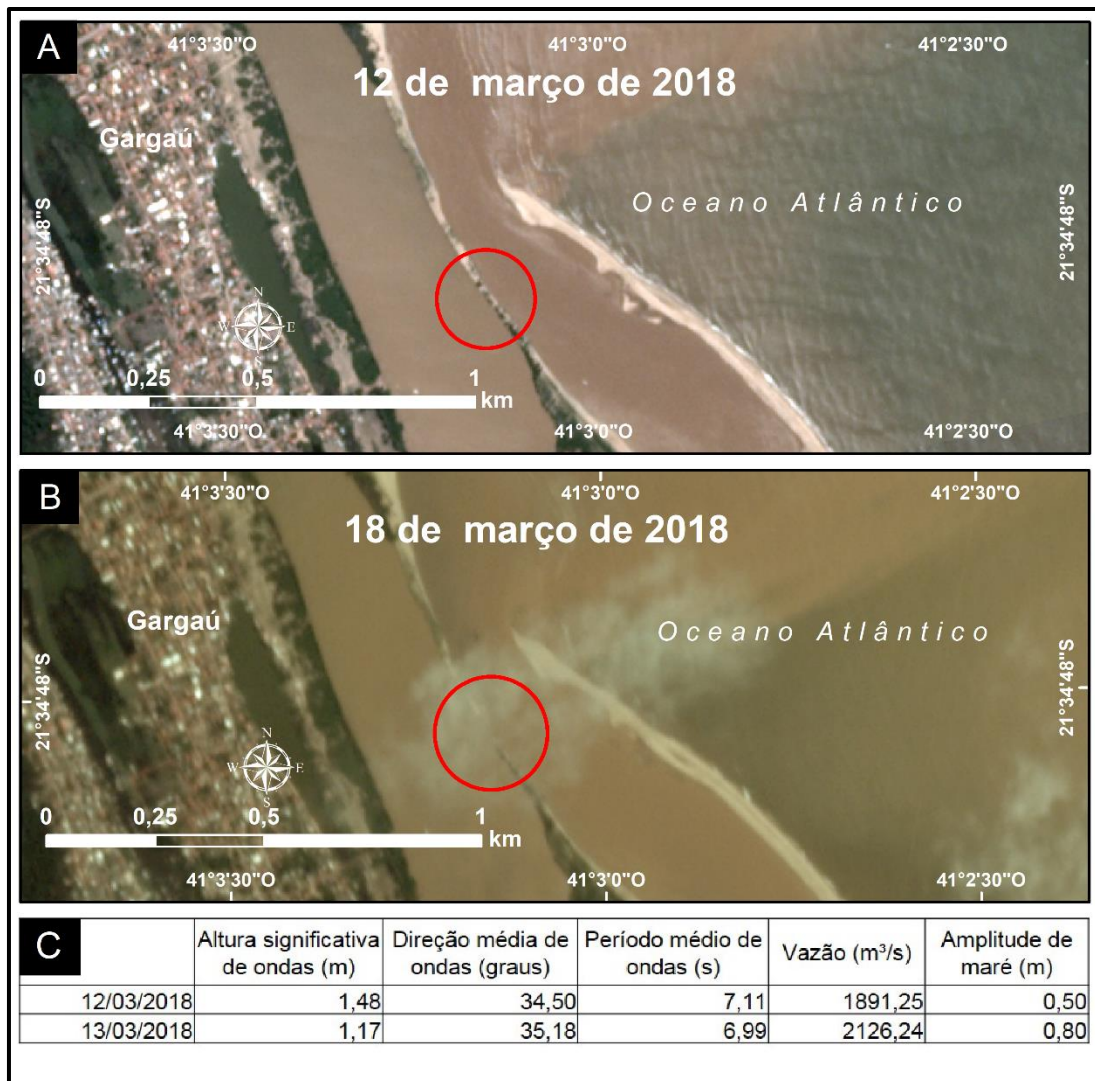 A
41°3'30"O 41°3'0"O 41°2'30"O
12 de março de 2018
Gargaú
Oceano Atlântico
21°34'48"S 21°34'48"S
N
W E
S
0 0,25 0,5 1
km
41°3'30"O 41°3'0"O 41°2'30"O
B
41°3'30"O 41°3'0"O 41°2'30"O
18 de março de 2018
Gargaú
Oceano Atlântico
21°34'48"S 21°34'48"S
N
W E
S
0 0,25 0,5 1
km
41°3'30"O 41°3'0"O 41°2'30"O
C
Altura significativa de ondas (m) Direção média de ondas (graus) Período médio de ondas (s) Vazão (m³/s) Amplitude de maré (m)
12/03/2018 1,48 34,50 7,11 1891,25 0,50
13/03/2018 1,17 35,18 6,99 2126,24 0,80